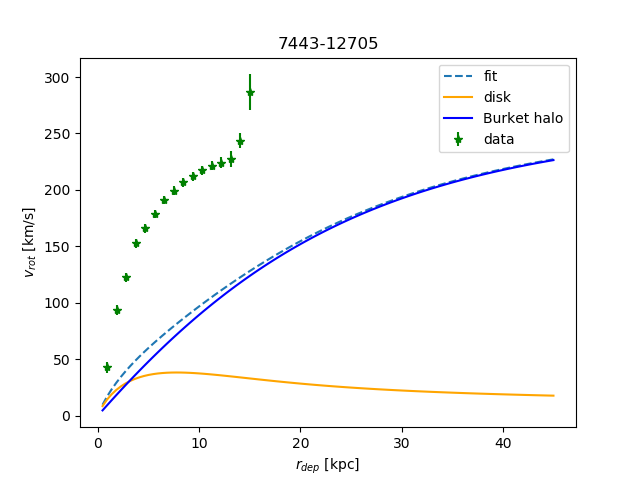 7443-12705
fit
disk
Burket halo
data
300
250
200
150
100
50
0
v_rot [km/s]
0 10 20 30 40
r_dep [kpc]